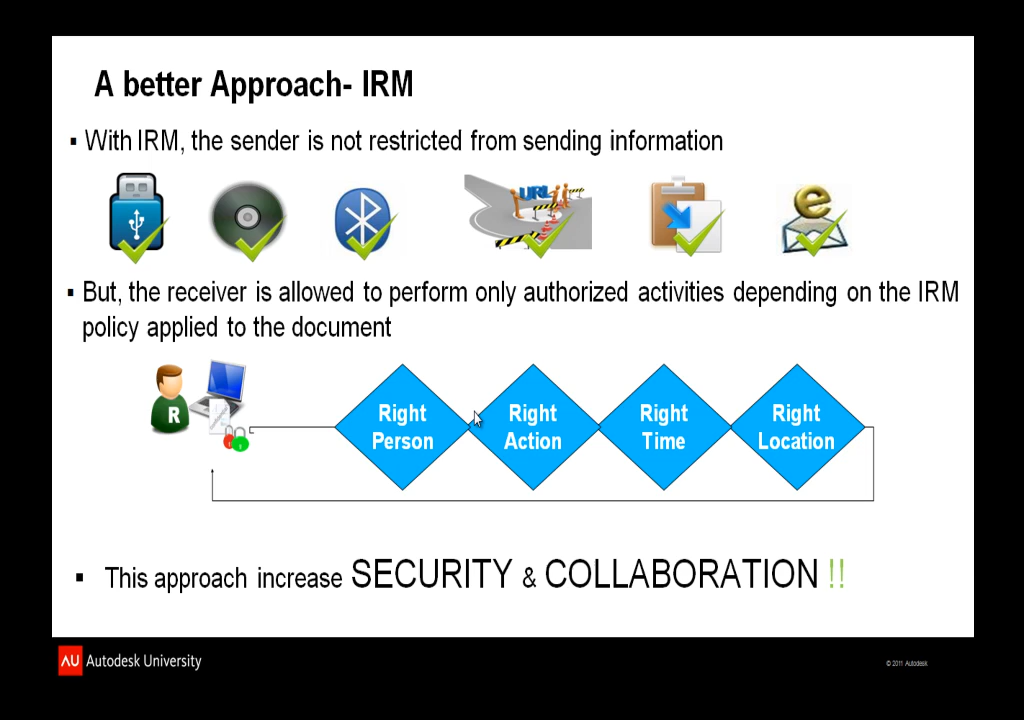 A better Approach- IRM
▪ With IRM, the sender is not restricted from sending information
URL
e
▪ But, the receiver is allowed to perform only authorized activities depending on the IRM
policy applied to the document
R
Right
Person
Right
Action
Right
Time
Right
Location
▪ This approach increase SECURITY & COLLABORATION !!
AU Autodesk University
© 2011 Autodesk